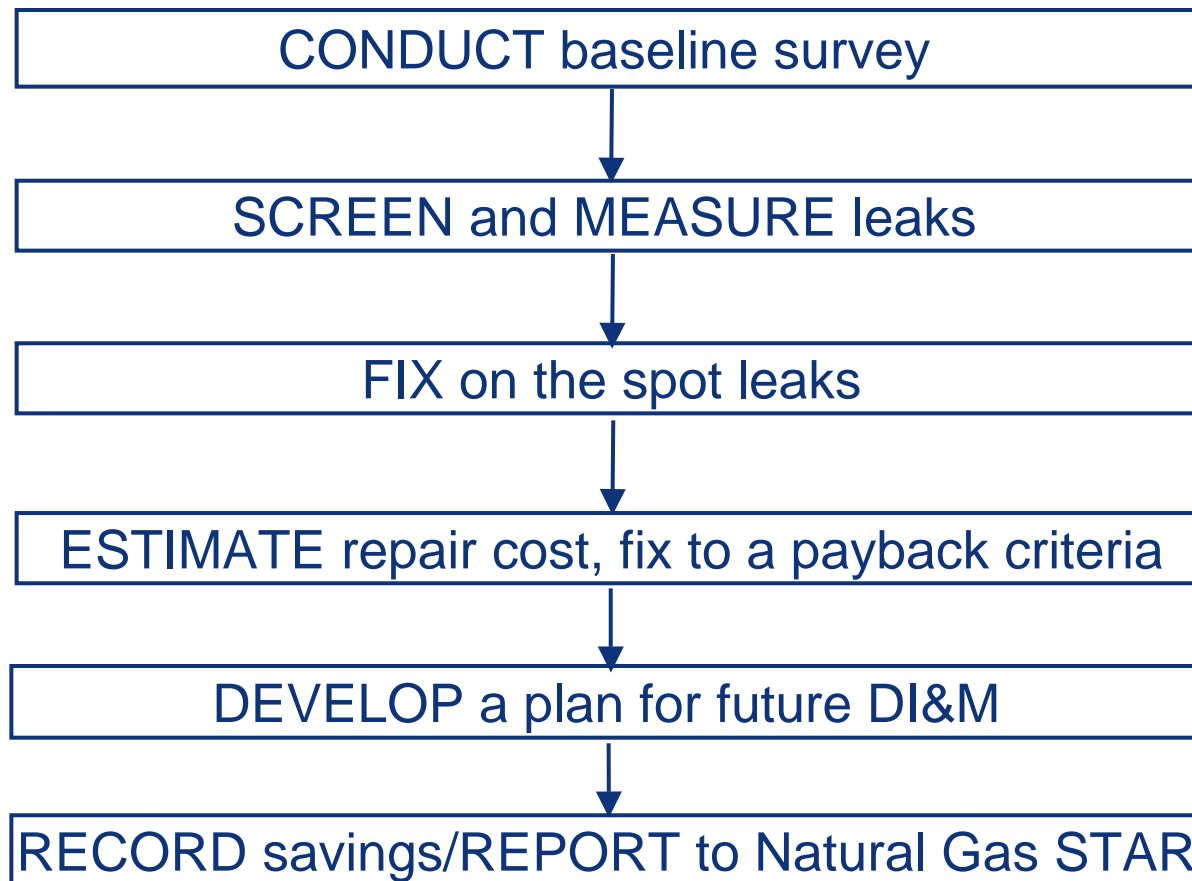 CONDUCT baseline survey
SCREEN and MEASURE leaks
FIX on the spot leaks
ESTIMATE repair cost, fix to a payback criteria
DEVELOP a plan for future DI&M
RECORD savings/REPORT to Natural Gas STAR